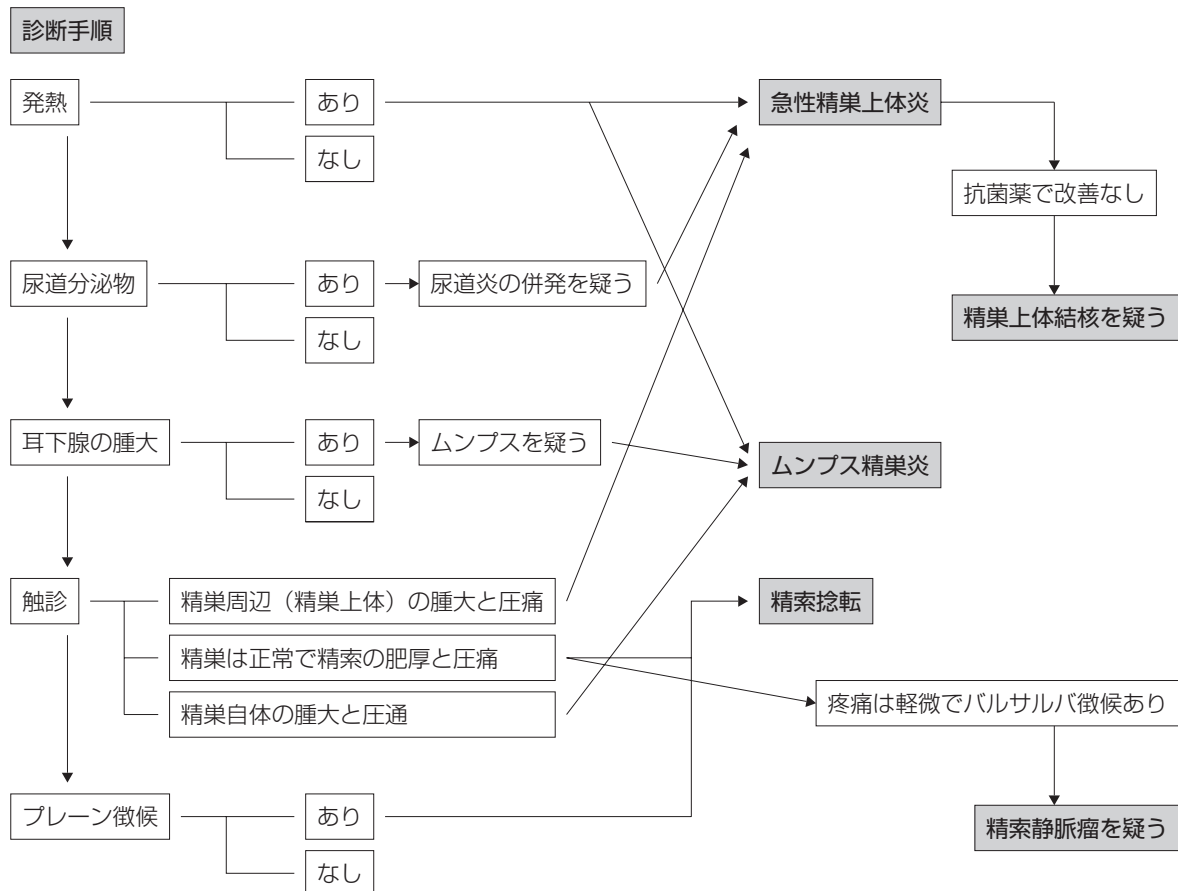 診断手順
発熱
あり
なし
急性精巣上体炎
抗菌薬で改善なし
精巣上体結核を疑う
尿道分泌物
あり
なし
尿道炎の併発を疑う
耳下腺の腫大
あり
なし
ムンプスを疑う
ムンプス精巣炎
触診
精巣周辺（精巣上体）の腫大と圧痛
精巣は正常で精索の肥厚と圧痛
精巣自体の腫大と圧通
精索捻転
疼痛は軽微でバルサルバ徴候あり
精索静脈瘤を疑う
プレーン徴候
あり
なし